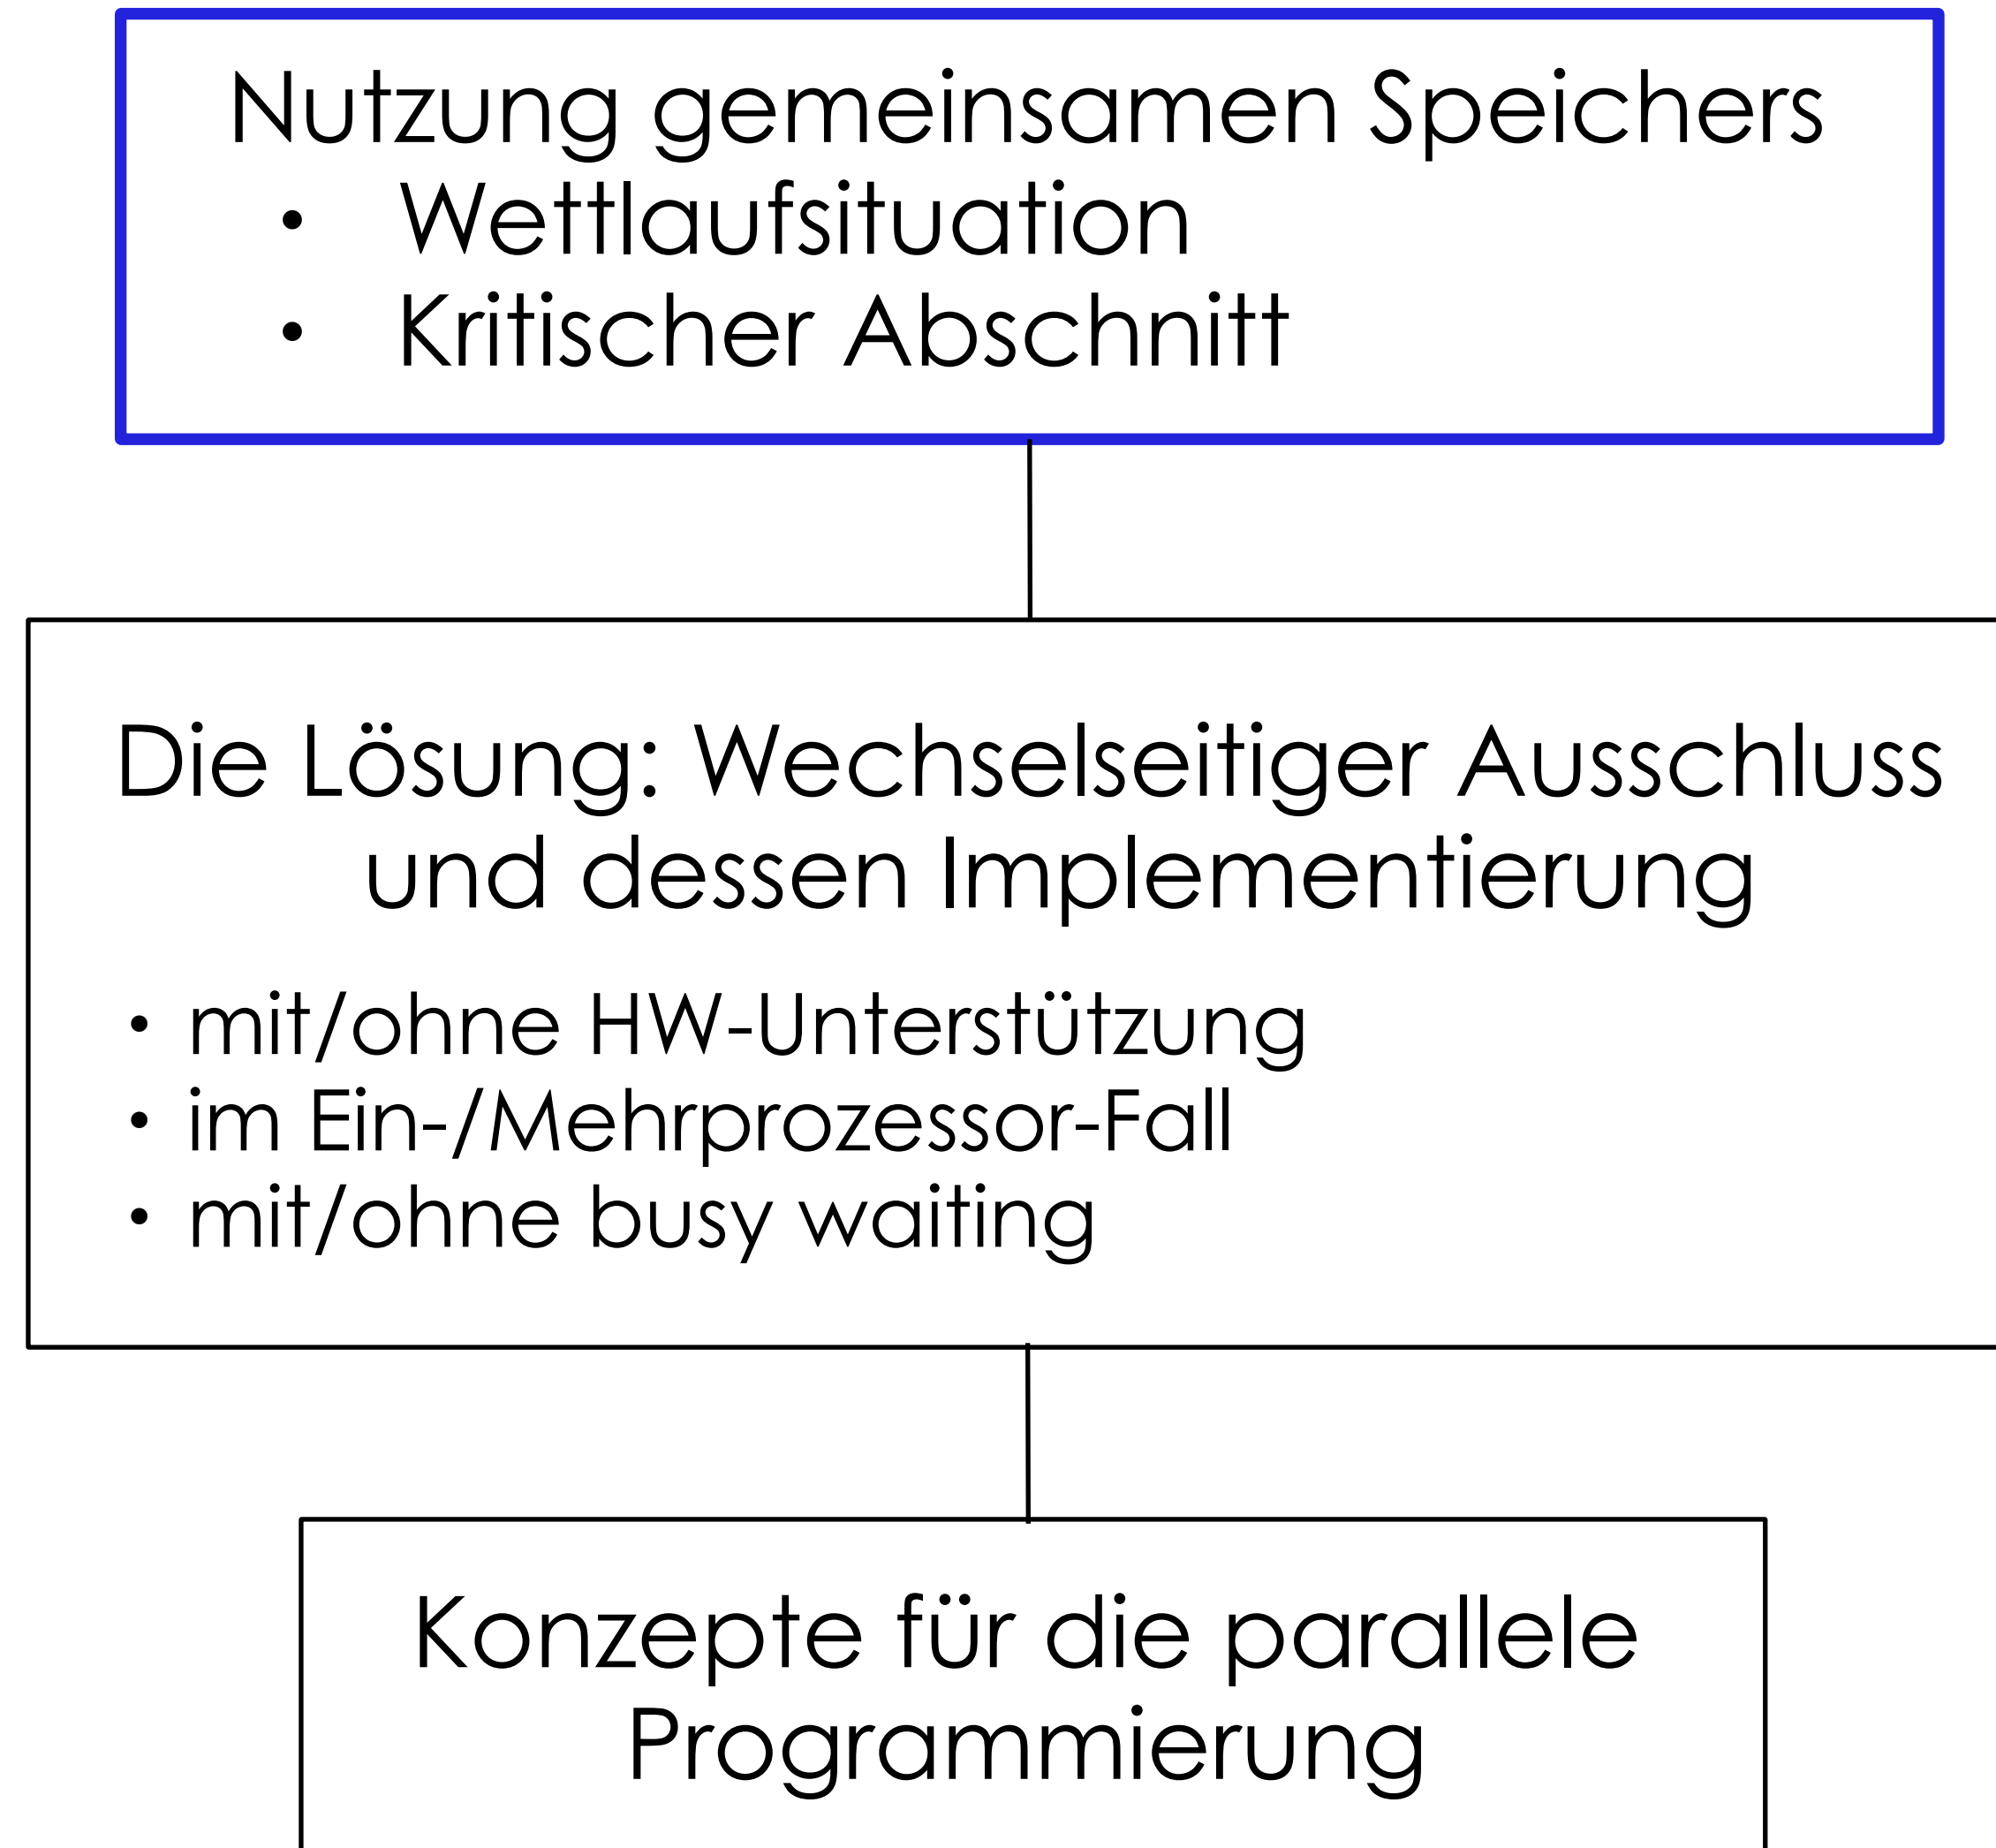 Nutzung gemeinsamen Speichers
• Wettlaufsituation
• Kritischer Abschnitt
Die Lösung: Wechselseitiger Ausschluss
und dessen Implementierung
• mit/ohne HW-Unterstützung
• im Ein-/Mehrprozessor-Fall
• mit/ohne busy waiting
Konzepte für die parallele
Programmierung